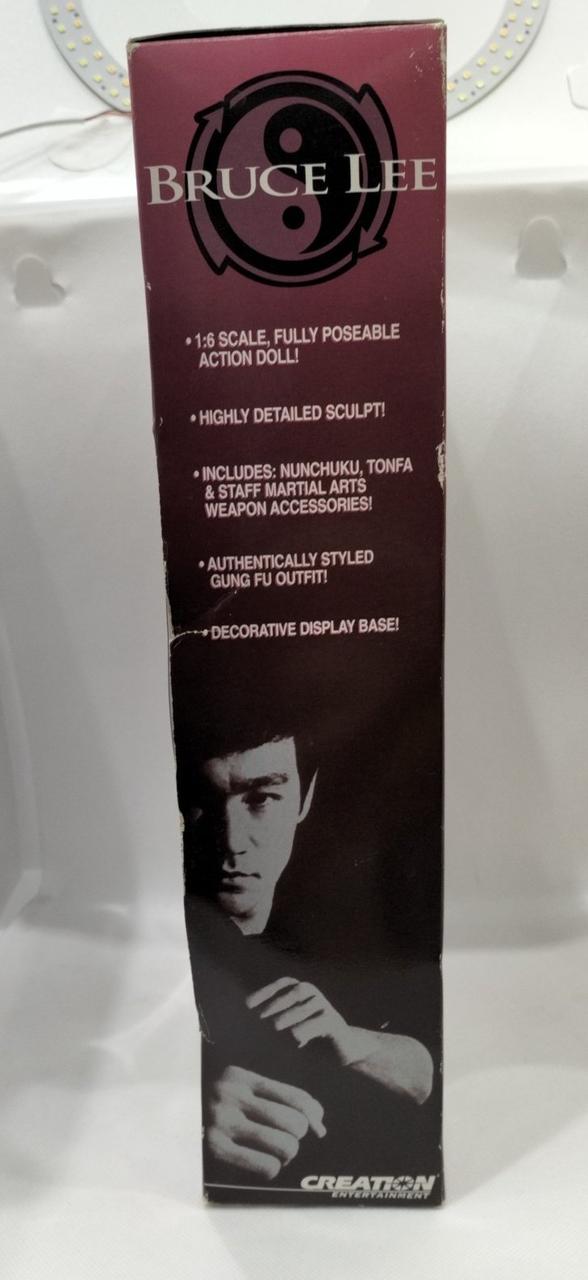 BRUCE LEE
• 1:6 SCALE, FULLY POSEABLE
ACTION DOLL!
• HIGHLY DETAILED SCULPT!
• INCLUDES: NUNCHUKU, TONFA
& STAFF MARTIAL ARTS
WEAPON ACCESSORIES!
• AUTHENTICALLY STYLED
GUNG FU OUTFIT!
• DECORATIVE DISPLAY BASE!
CREATION
ENTERTAINMENT